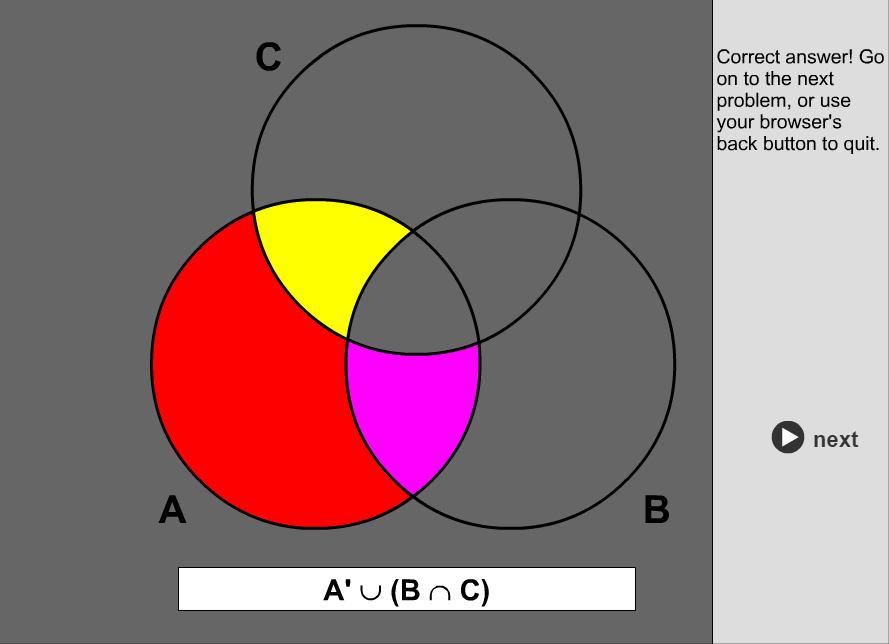 C
Correct answer! Go
on to the next
problem, or use
your browser's
back button to quit.
next
A
B
A' ∪ (B ∩ C)